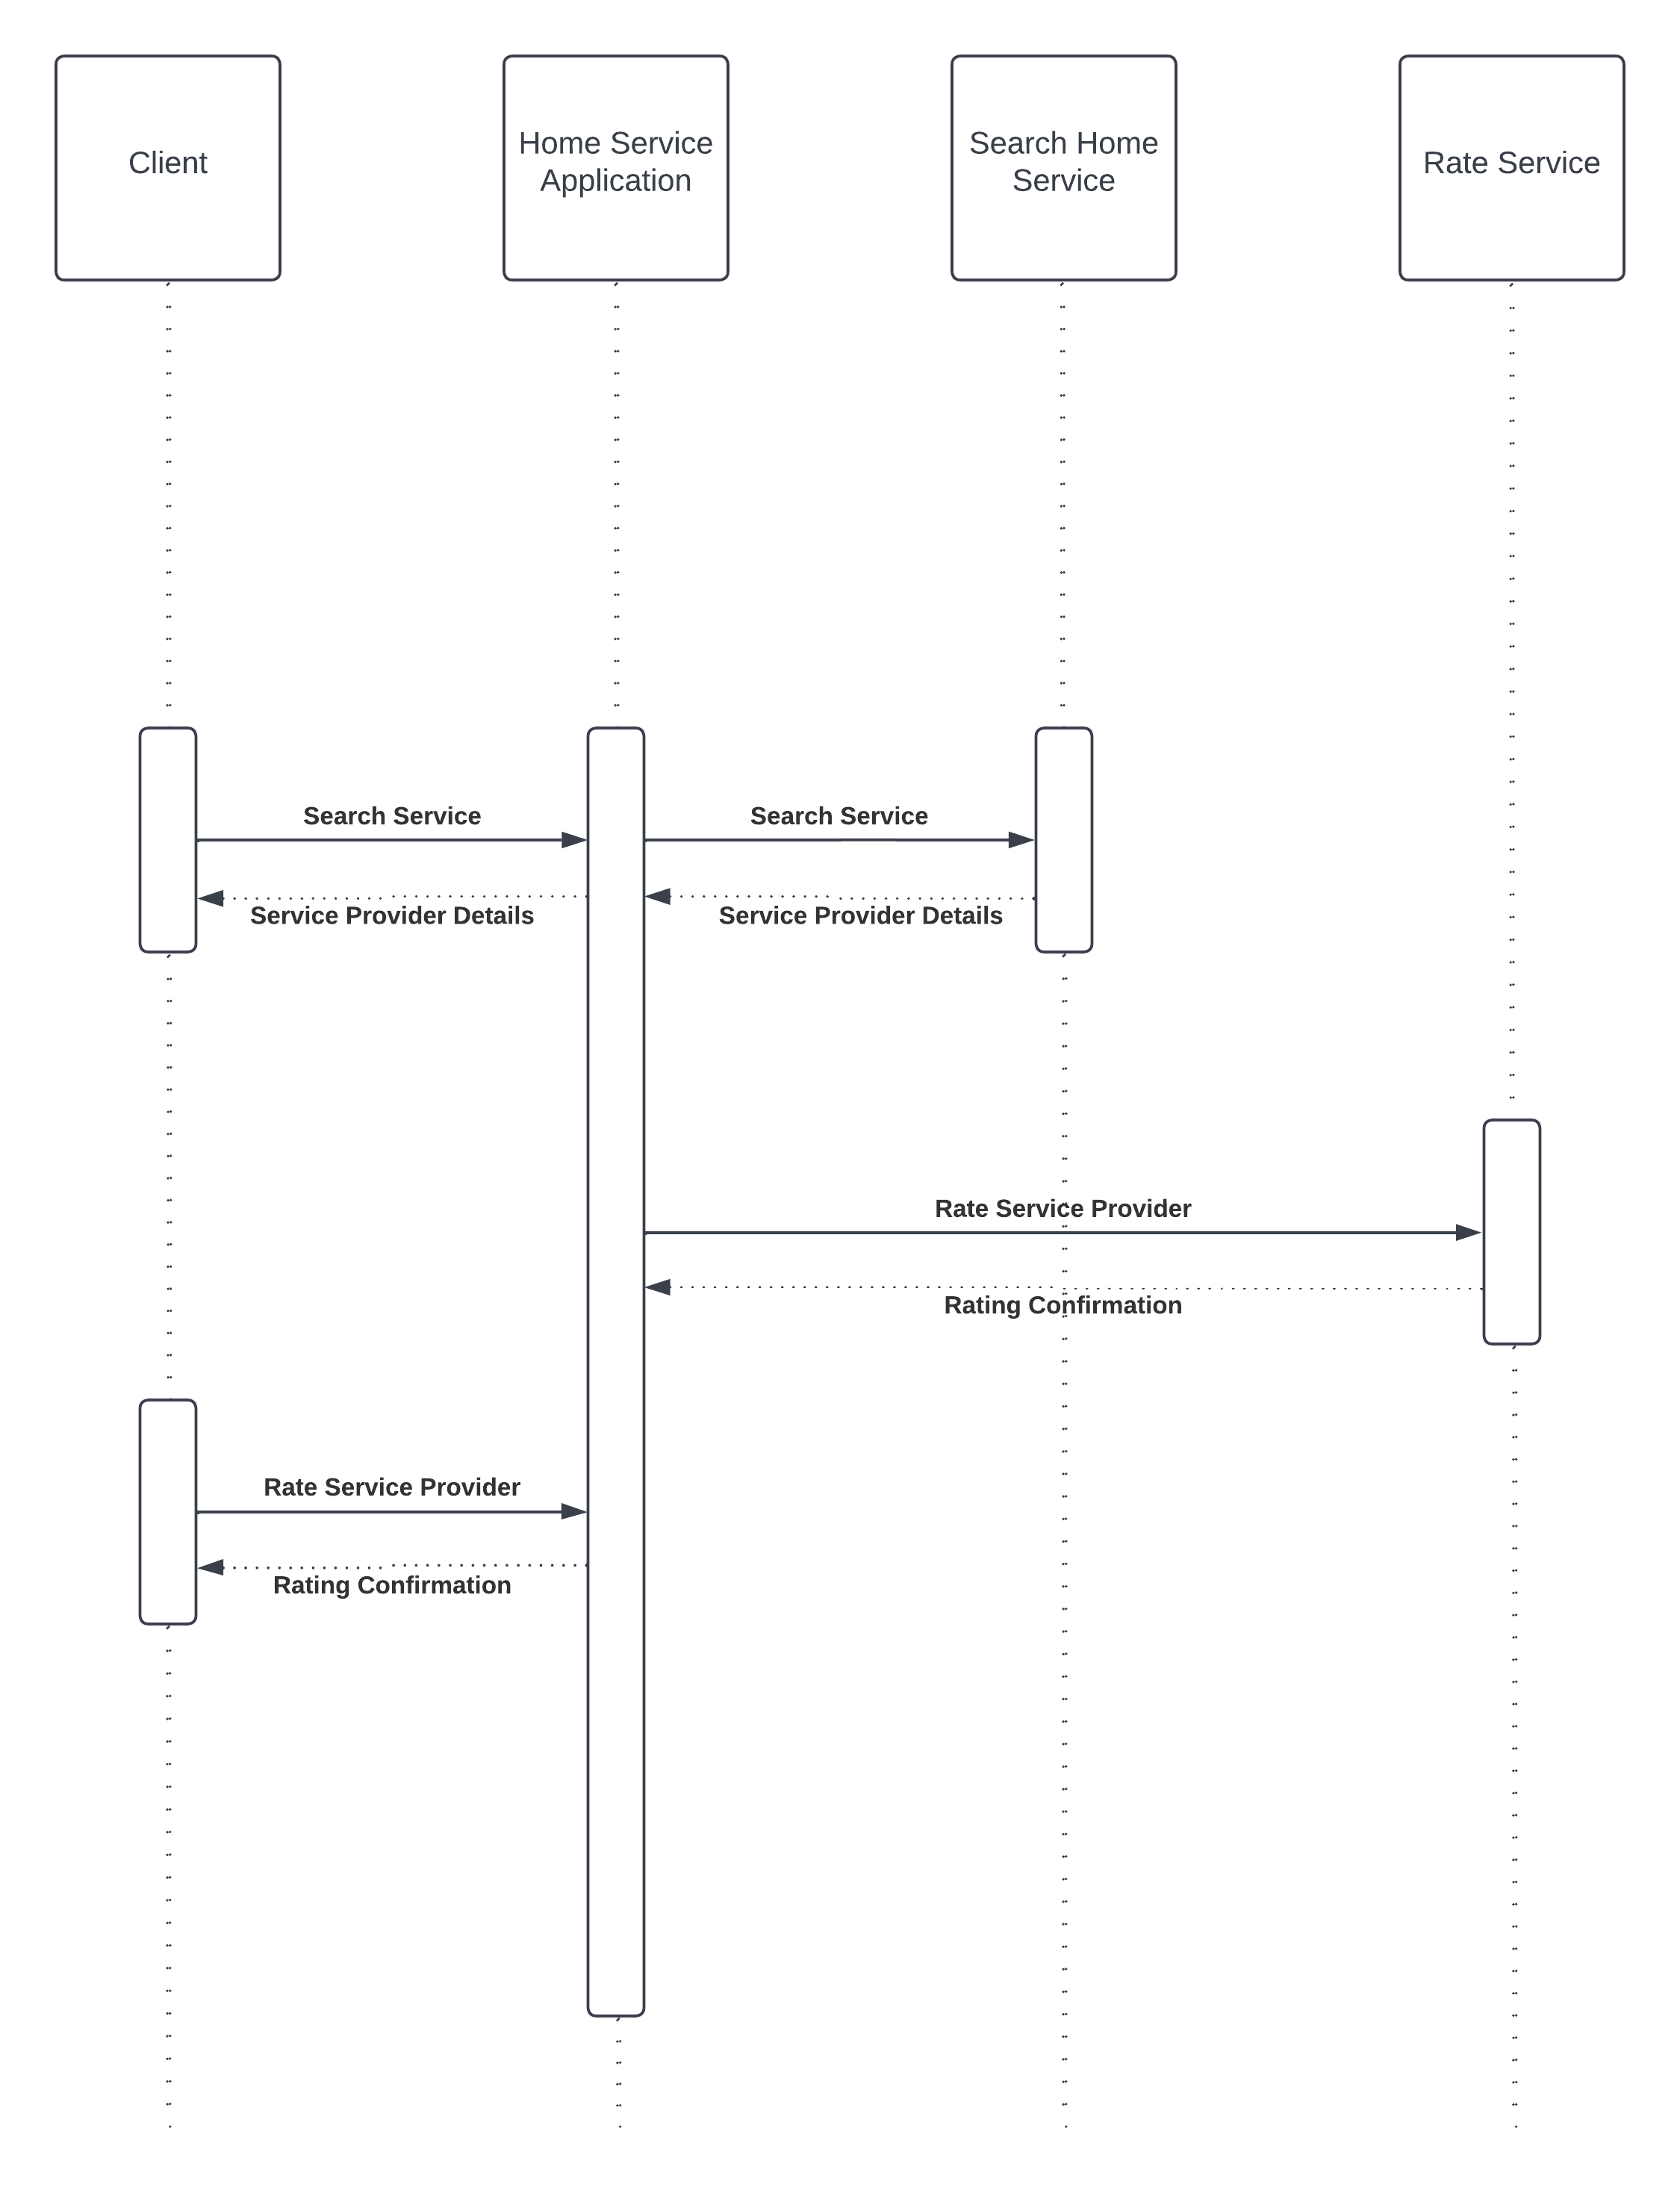 Client
Home Service
Application
Search Home
Service
Rate Service
Search Service
Search Service
Service Provider Details
Service Provider Details
Rate Service Provider
Rating Confirmation
Rate Service Provider
Rating Confirmation